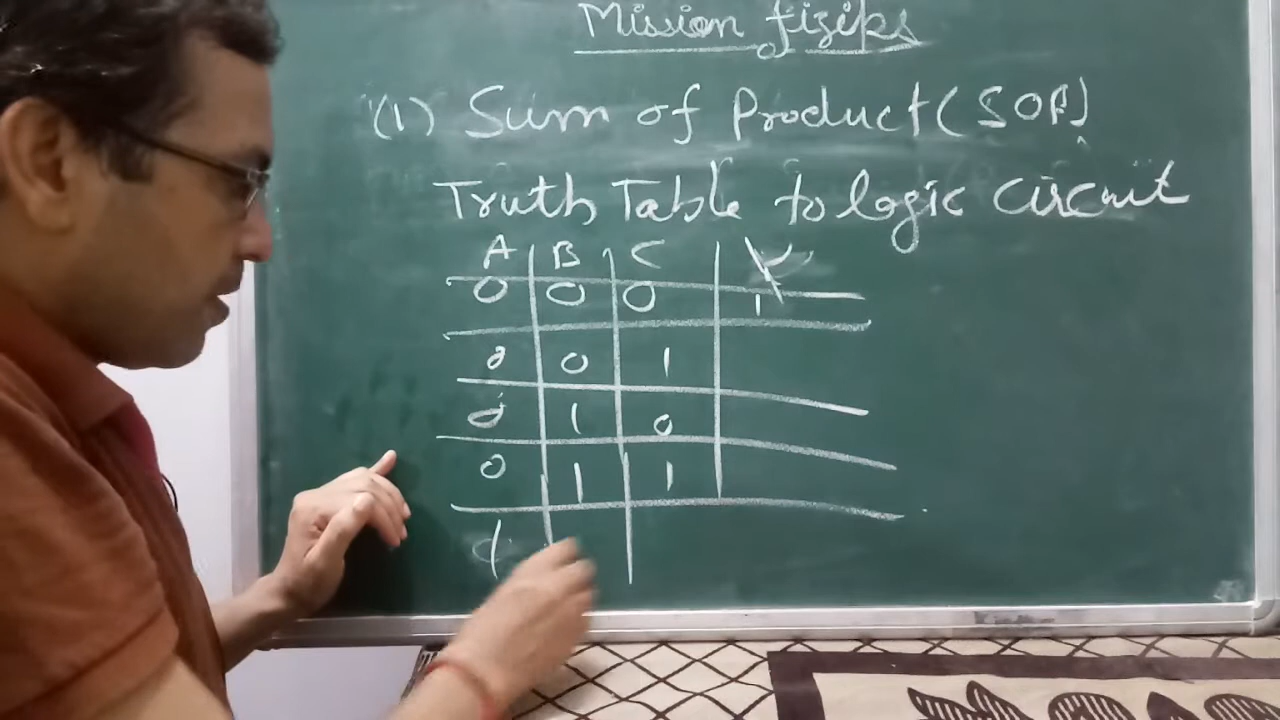 Mission fiziks
(1) Sum of Product (SOP)
Truth Table to logic circuit
A B C Y
0 0 0 1
0 0 1
0 1 0
0 1 1
1